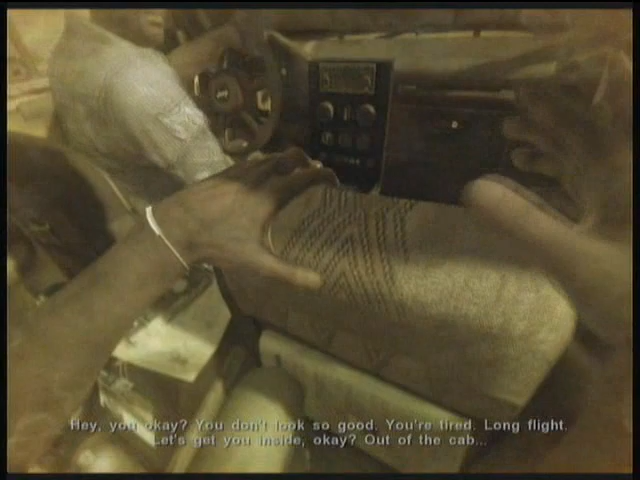 Hey, you okay? You don't look so good. You're tired. Long flight.
Let's get you inside, okay? Out of the cab...